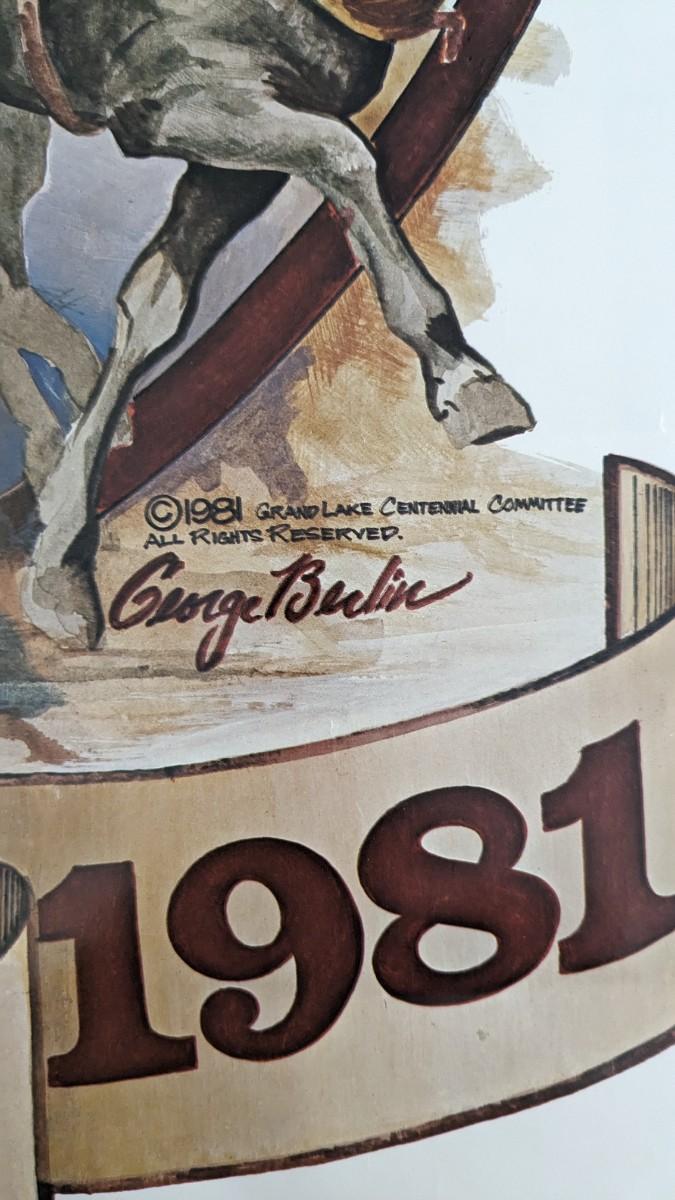 ©1981 GRAND LAKE CENTENNIAL COMMITTEE
ALL RIGHTS RESERVED.
George Berlin
1981